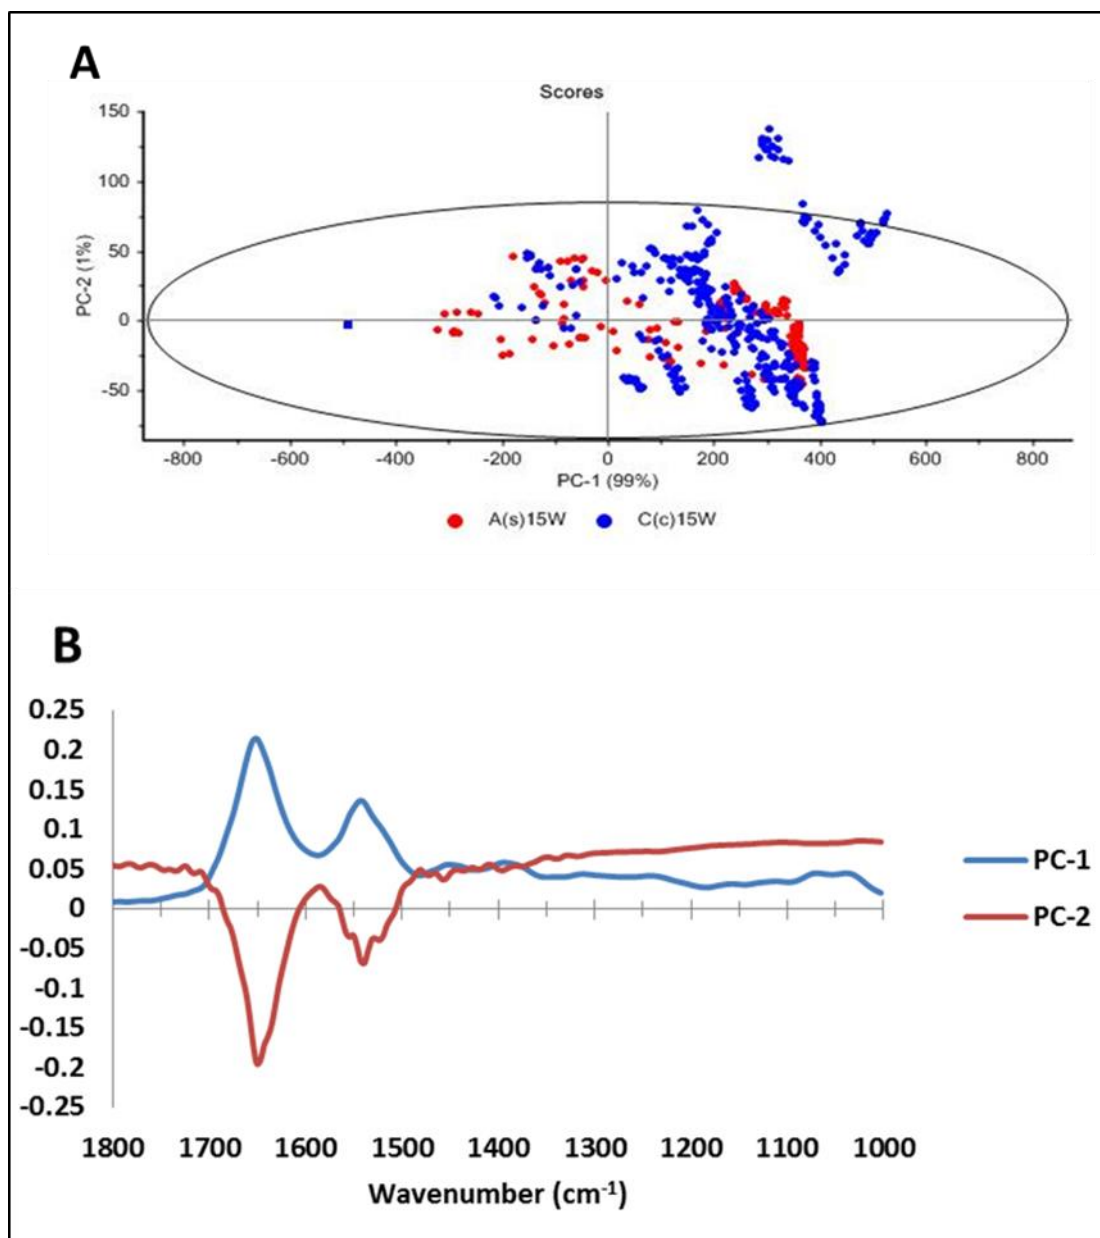 A
Scores
150
100
50
0
-50
PC-2 (1%)
-800 -600 -400 -200 0 200 400 600 800
PC-1 (99%)
A(s)15W C(c)15W
B
0.25
0.2
0.15
0.1
0.05
0
-0.05
-0.1
-0.15
-0.2
-0.25
PC-1
PC-2
1800 1700 1600 1500 1400 1300 1200 1100 1000
Wavenumber (cm-1)